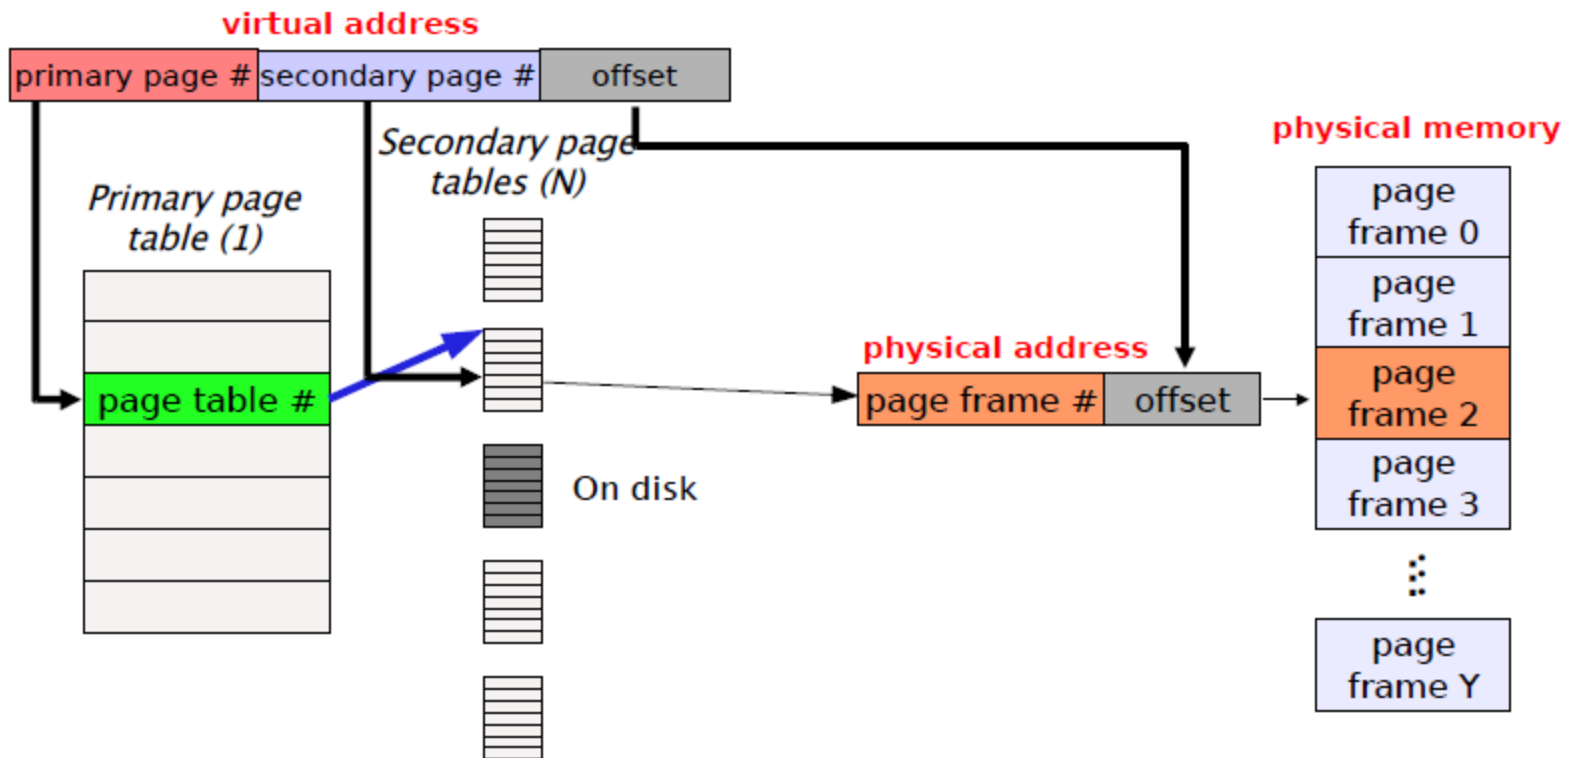 virtual address
primary page # secondary page # offset
Secondary page
tables (N)
Primary page
table (1)
page table #
On disk
physical address
page frame # offset
physical memory
page
frame 0
page
frame 1
page
frame 2
page
frame 3
page
frame Y